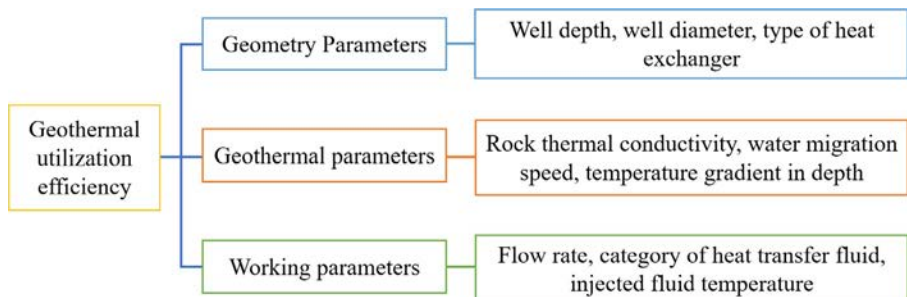 Geothermal
utilization
efficiency
Geometry Parameters
Well depth, well diameter, type of heat
exchanger
Geothermal parameters
Rock thermal conductivity, water migration
speed, temperature gradient in depth
Working parameters
Flow rate, category of heat transfer fluid,
injected fluid temperature